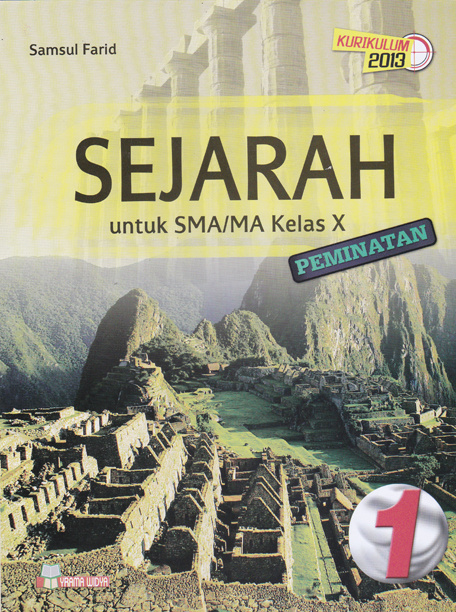 Samsul Farid
KURIKULUM
2013
SEJARAH
untuk SMA/MA Kelas X
PEMINATAN
1
YRAMA WIDYA